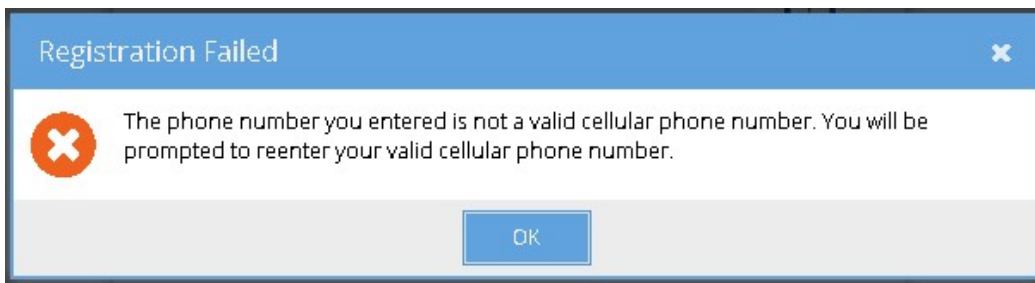 Registration Failed
The phone number you entered is not a valid cellular phone number. You will be
prompted to reenter your valid cellular phone number.
OK